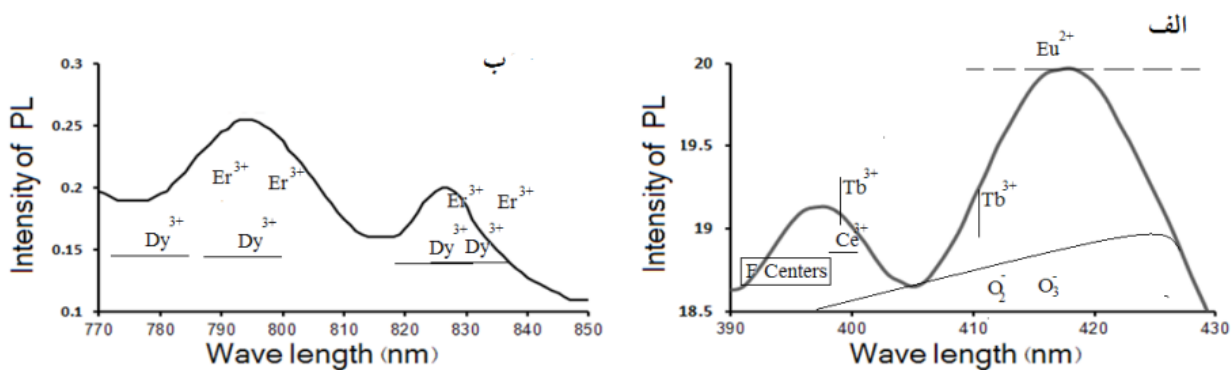 ب
Intensity of PL
0.3
0.25
0.2
0.15
0.1
Er³⁺ Er³⁺
Er³⁺ Er³⁺
Dy³⁺
Dy³⁺
Dy³⁺ Dy³⁺
770 780 790 800 810 820 830 840 850
Wave length (nm)
الف
Intensity of PL
20
19.5
19
18.5
Eu²⁺
Tb³⁺
Tb³⁺
Ce³⁺
F Centers
O₂⁻ O₃⁻
390 400 410 420 430
Wave length (nm)